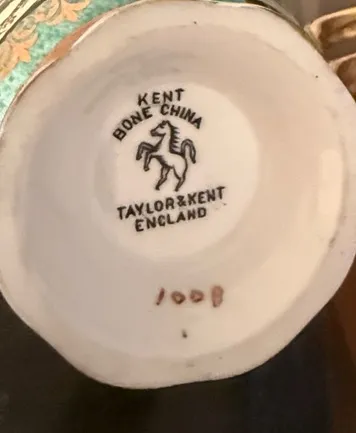 KENT
BONE CHINA
TAYLOR & KENT
ENGLAND
1008